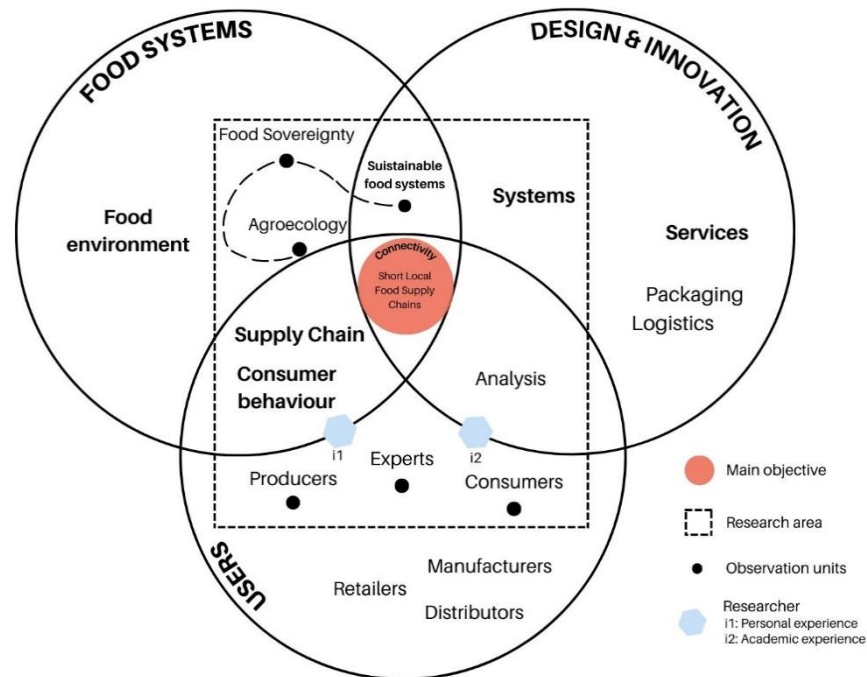 FOOD SYSTEMS
DESIGN & INNOVATION
Food Sovereignty
Suistainable
food systems
Systems
Food
environment
Agroecology
Services
Connectivity
Short Local
Food Supply
Chains
Packaging
Logistics
Supply Chain
Consumer
behaviour
Analysis
i1
i2
Experts
Producers
Consumers
USERS
Manufacturers
Retailers
Distributors
Main objective
Research area
Observation units
Researcher
i1: Personal experience
i2: Academic experience